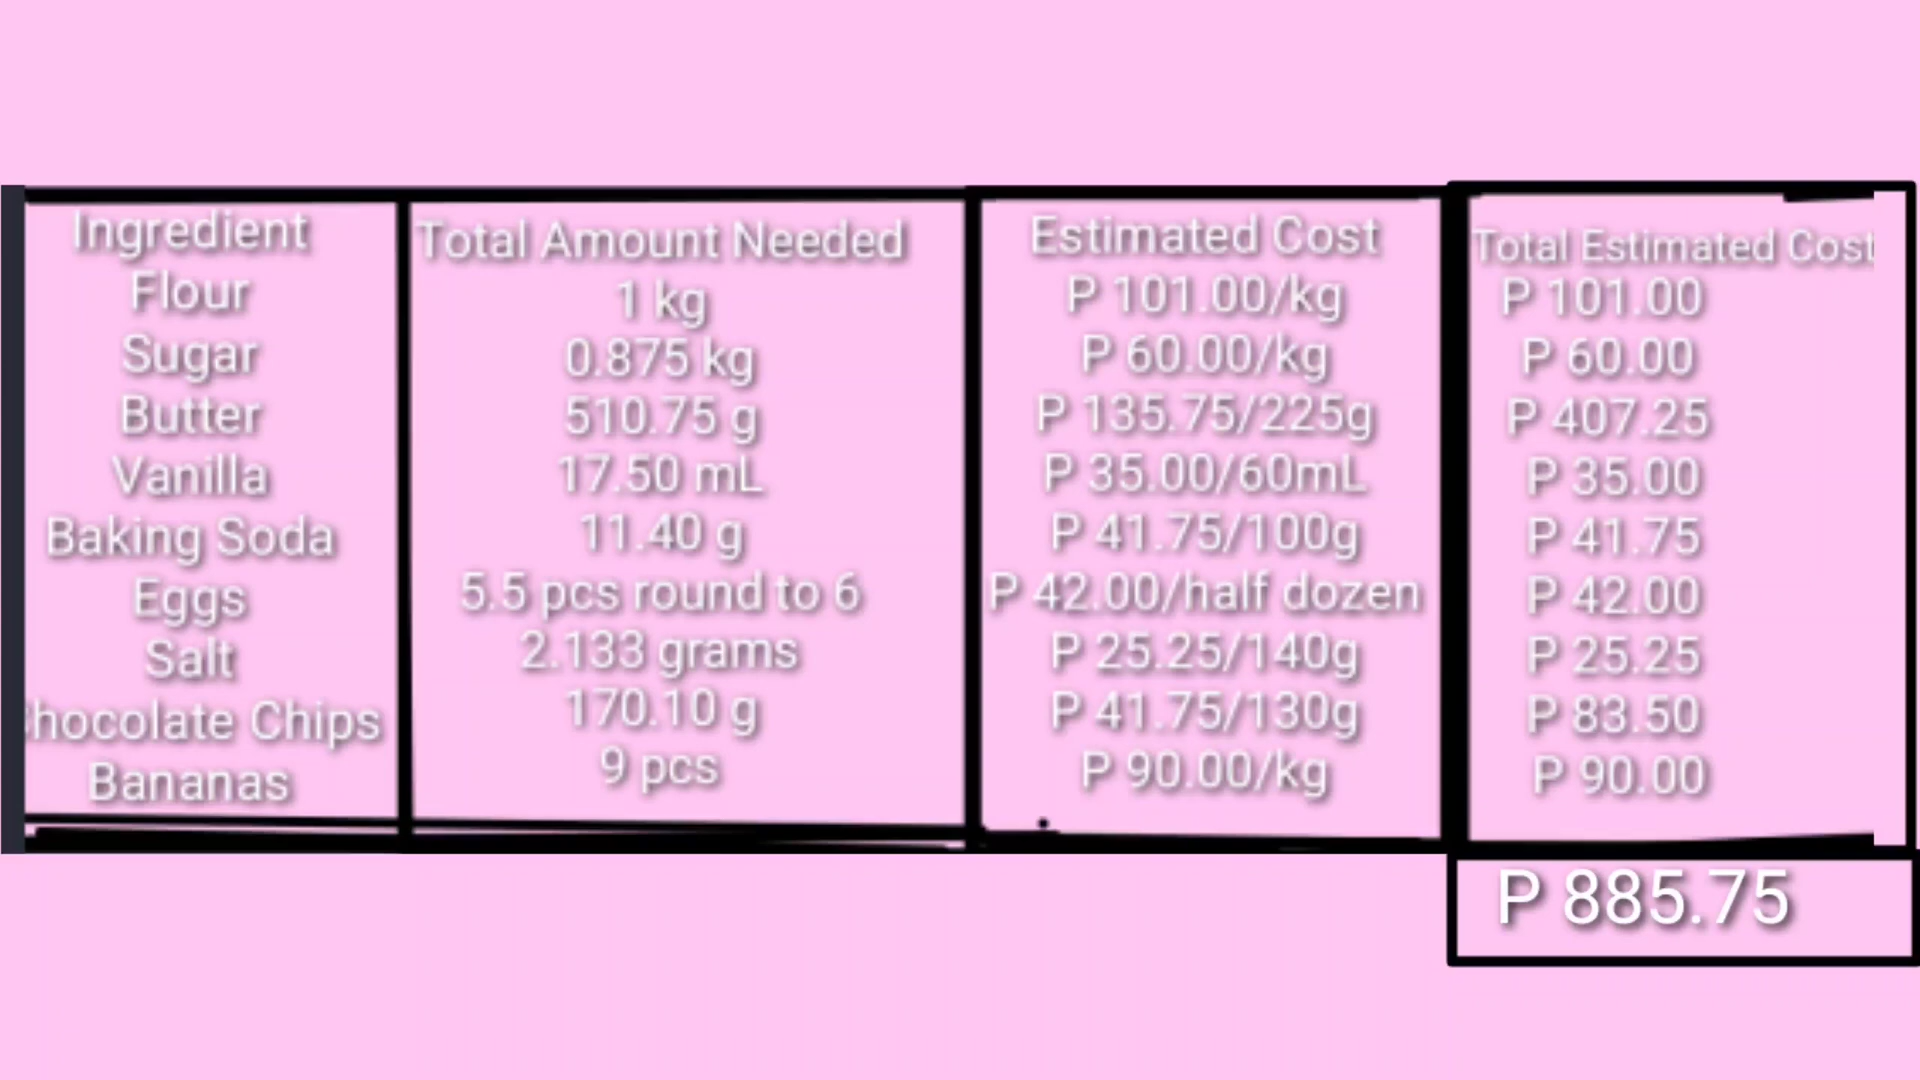 Ingredient Total Amount Needed Estimated Cost Total Estimated Cost
Flour 1 kg P 101.00/kg P 101.00
Sugar 0.875 kg P 60.00/kg P 60.00
Butter 510.75 g P 135.75/225g P 407.25
Vanilla 17.50 mL P 35.00/60mL P 35.00
Baking Soda 11.40 g P 41.75/100g P 41.75
Eggs 5.5 pcs round to 6 P 42.00/half dozen P 42.00
Salt 2.133 grams P 25.25/140g P 25.25
hocolate Chips 170.10 g P 41.75/130g P 83.50
Bananas 9 pcs P 90.00/kg P 90.00
P 885.75